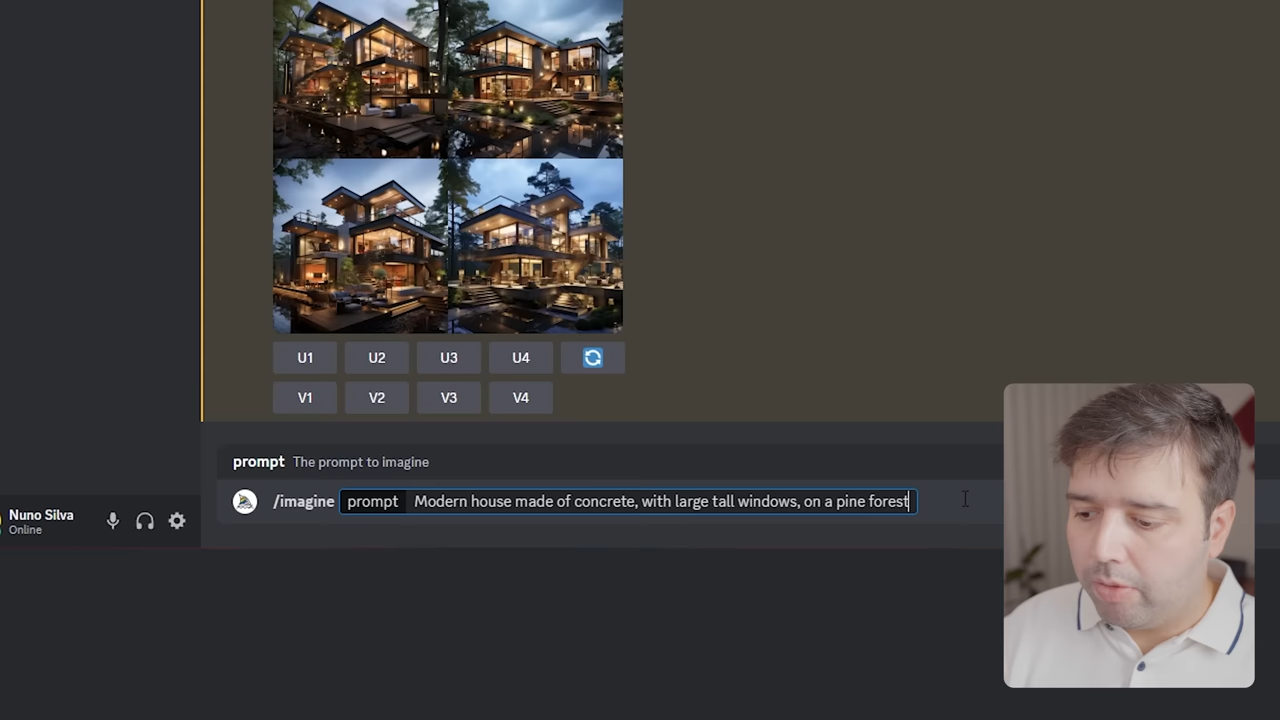 U1 U2 U3 U4
V1 V2 V3 V4
prompt The prompt to imagine
/imagine prompt Modern house made of concrete, with large tall windows, on a pine forest
Nuno Silva
Online